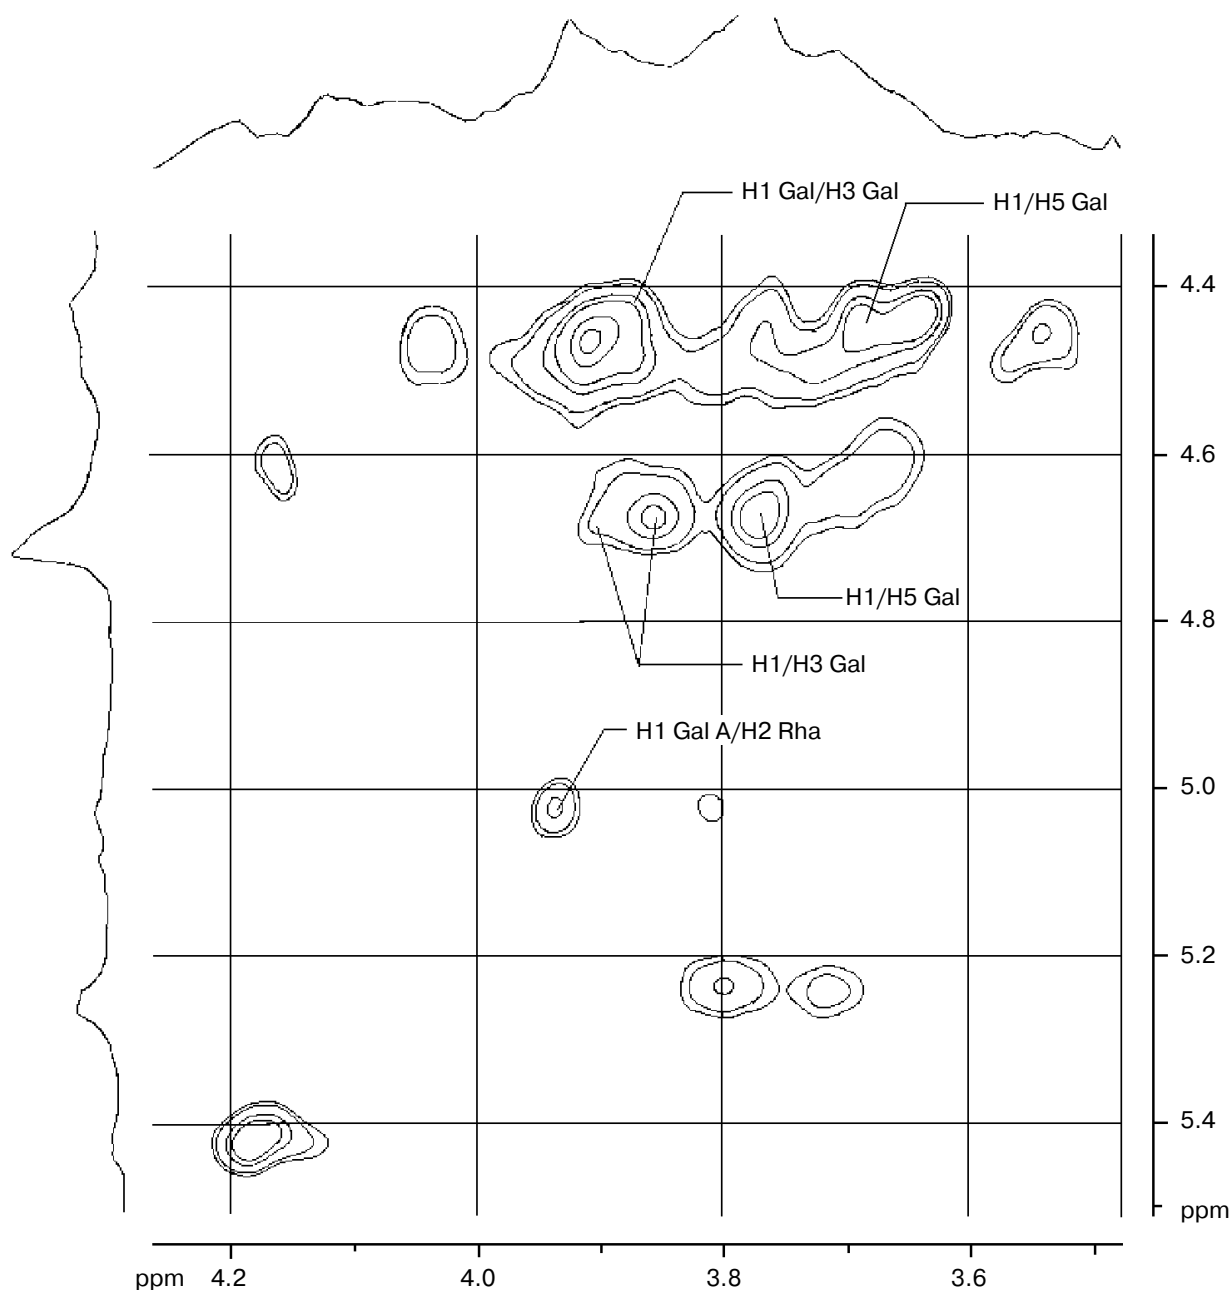 H1 Gal/H3 Gal
H1/H5 Gal
4.4
4.6
H1/H5 Gal
4.8
H1/H3 Gal
H1 Gal A/H2 Rha
5.0
5.2
5.4
ppm
ppm 4.2 4.0 3.8 3.6